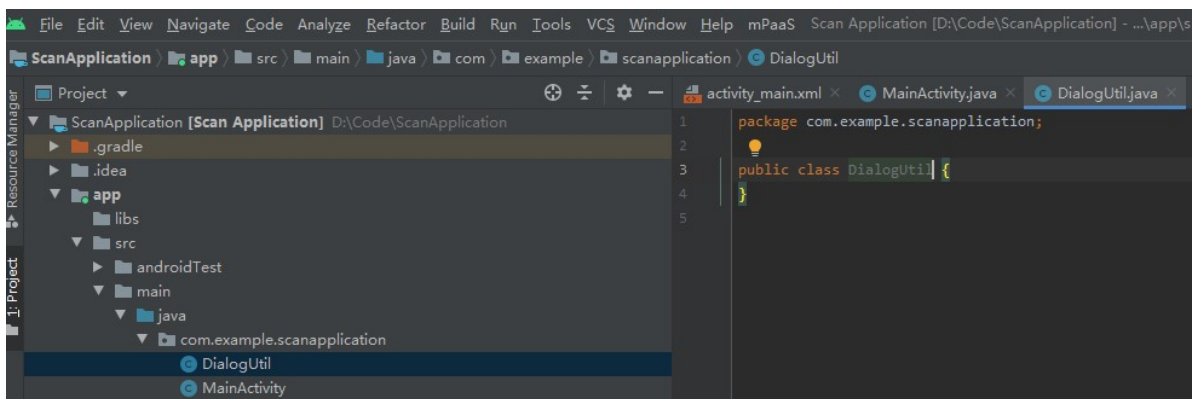 File Edit View Navigate Code Analyze Refactor Build Run Tools VCS Window Help mPaaS Scan Application [D:\Code\ScanApplication] - ...\app\s
ScanApplication app src main java com example scanapplication DialogUtil
Project
activity_main.xml MainActivity.java DialogUtil.java
ScanApplication [Scan Application] D:\Code\ScanApplication
.gradle
.idea
app
libs
src
androidTest
main
java
com.example.scanapplication
DialogUtil
MainActivity
Resource Manager
1: Project
1 package com.example.scanapplication;
2
3 public class DialogUtil {
4 }
5